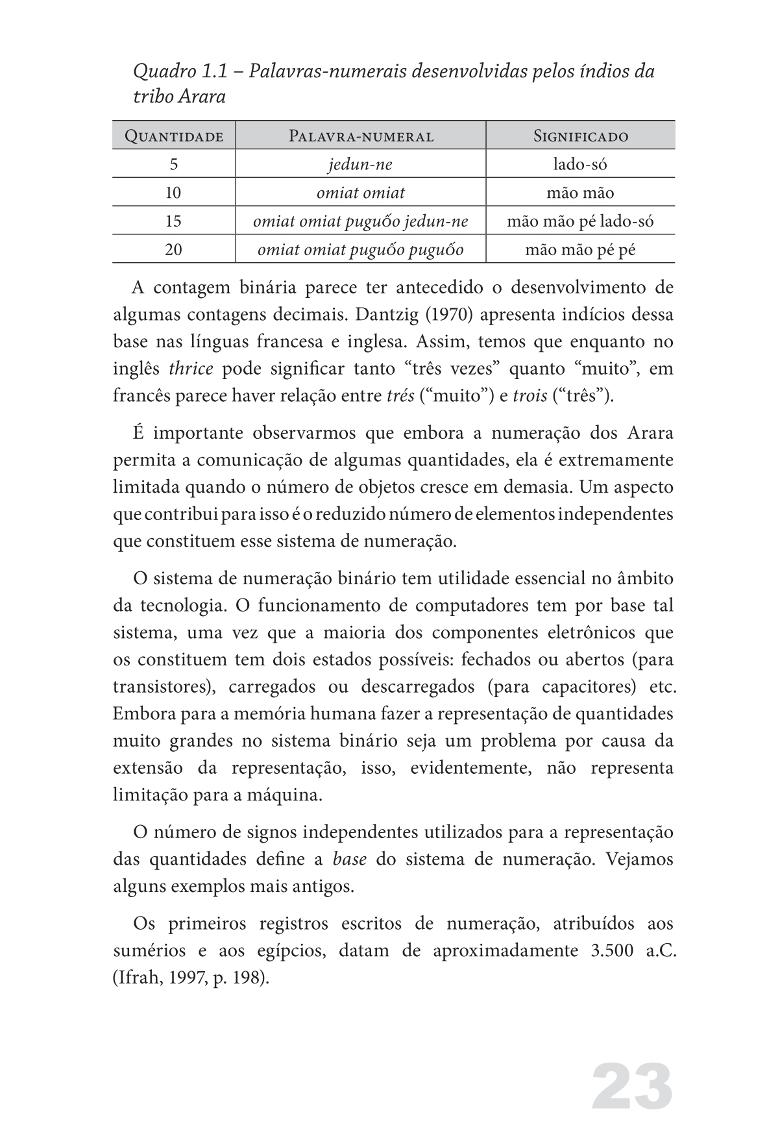 Quadro 1.1 – Palavras-numerais desenvolvidas pelos índios da
tribo Arara
Quantidade Palavra-numeral Significado
5 jedun-ne lado-só
10 omiat omiat mão mão
15 omiat omiat puguőo jedun-ne mão mão pé lado-só
20 omiat omiat puguőo puguőo mão mão pé pé
A contagem binária parece ter antecedido o desenvolvimento de
algumas contagens decimais. Dantzig (1970) apresenta indícios dessa
base nas línguas francesa e inglesa. Assim, temos que enquanto no
inglês thrice pode significar tanto “três vezes” quanto “muito”, em
francês parece haver relação entre trés (“muito”) e trois (“três”).
É importante observarmos que embora a numeração dos Arara
permita a comunicação de algumas quantidades, ela é extremamente
limitada quando o número de objetos cresce em demasia. Um aspecto
que contribui para isso é o reduzido número de elementos independentes
que constituem esse sistema de numeração.
O sistema de numeração binário tem utilidade essencial no âmbito
da tecnologia. O funcionamento de computadores tem por base tal
sistema, uma vez que a maioria dos componentes eletrônicos que
os constituem tem dois estados possíveis: fechados ou abertos (para
transistores), carregados ou descarregados (para capacitores) etc.
Embora para a memória humana fazer a representação de quantidades
muito grandes no sistema binário seja um problema por causa da
extensão da representação, isso, evidentemente, não representa
limitação para a máquina.
O número de signos independentes utilizados para a representação
das quantidades define a base do sistema de numeração. Vejamos
alguns exemplos mais antigos.
Os primeiros registros escritos de numeração, atribuídos aos
sumérios e aos egípcios, datam de aproximadamente 3.500 a.C.
(Ifrah, 1997, p. 198).
23